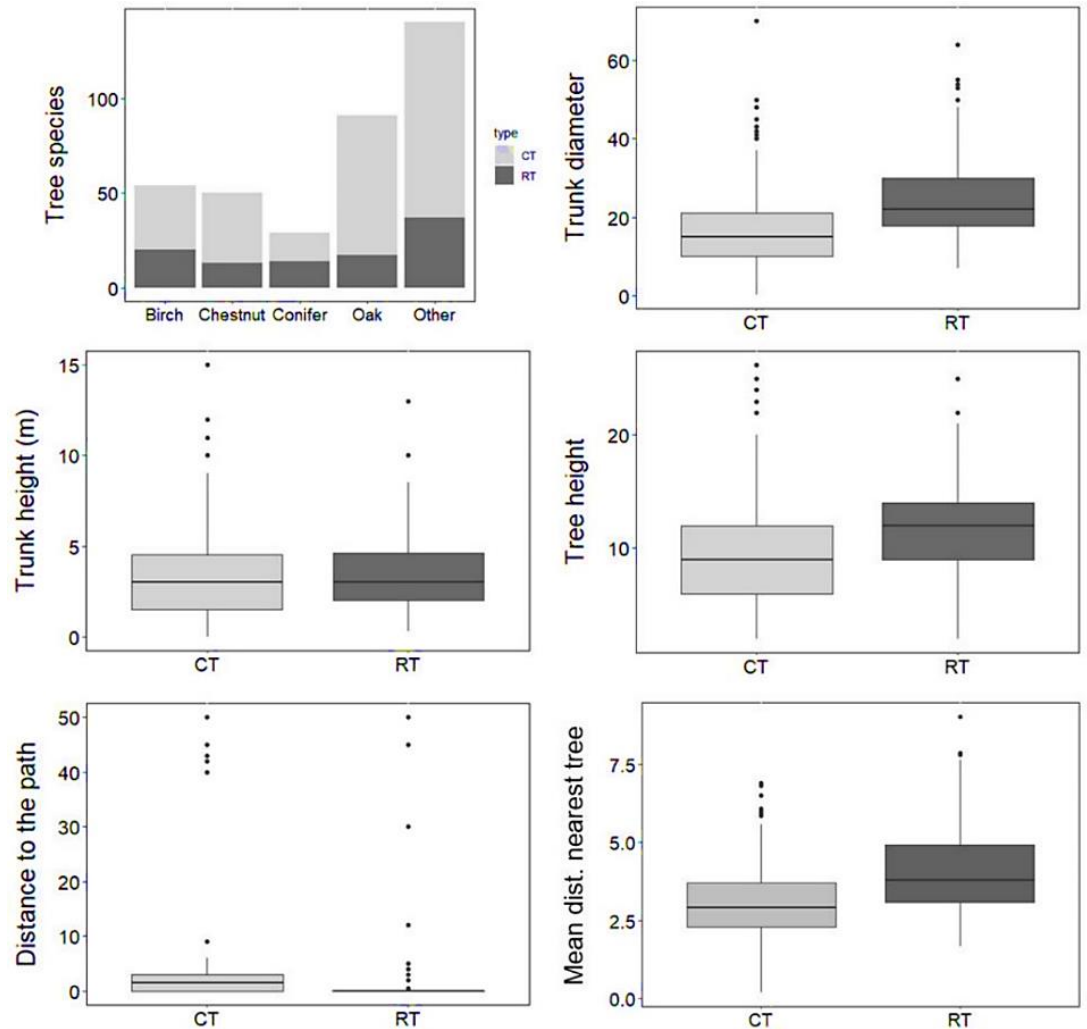 Tree species
100
50
0
Birch Chestnut Conifer Oak Other
type
CT
RT
Trunk diameter
60
40
20
0
CT RT
Trunk height (m)
15
10
5
0
CT RT
Tree height
20
10
CT RT
Distance to the path
50
40
30
20
10
0
CT RT
Mean dist. nearest tree
7.5
5.0
2.5
0.0
CT RT